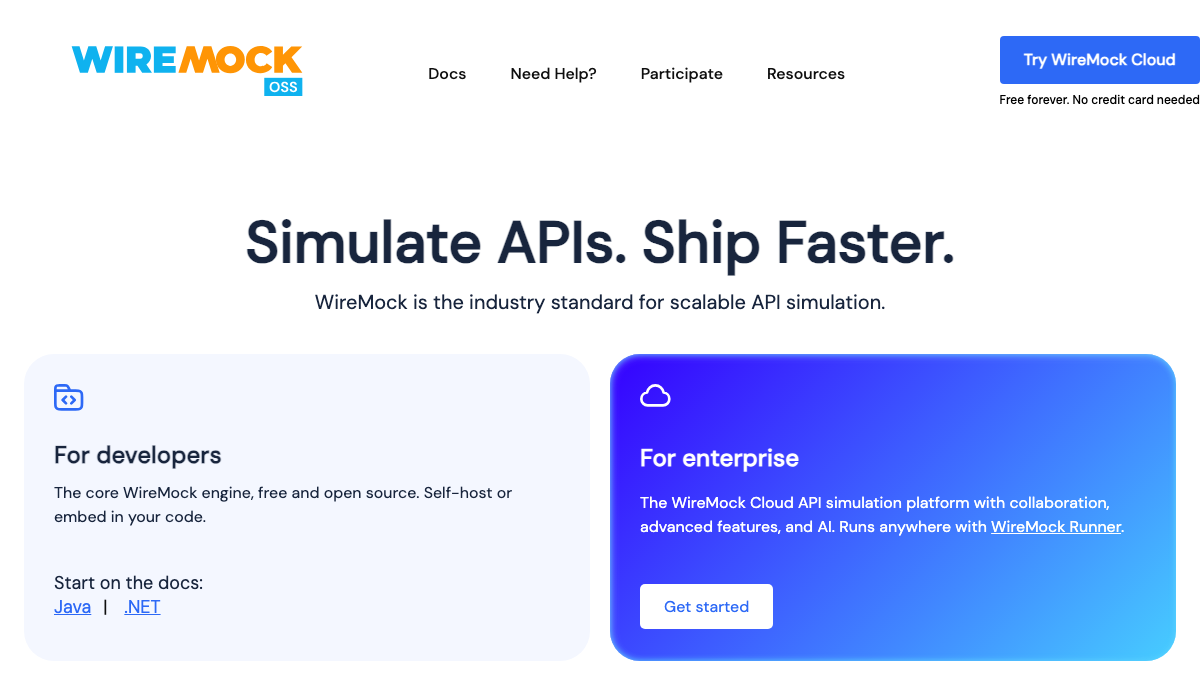 WIREMOCK
OSS
Docs
Need Help?
Participate
Resources
Try WireMock Cloud
Free forever. No credit card needed
Simulate APIs. Ship Faster.
WireMock is the industry standard for scalable API simulation.
For developers
The core WireMock engine, free and open source. Self-host or
embed in your code.
Start on the docs:
Java | .NET
For enterprise
The WireMock Cloud API simulation platform with collaboration,
advanced features, and AI. Runs anywhere with WireMock Runner.
Get started